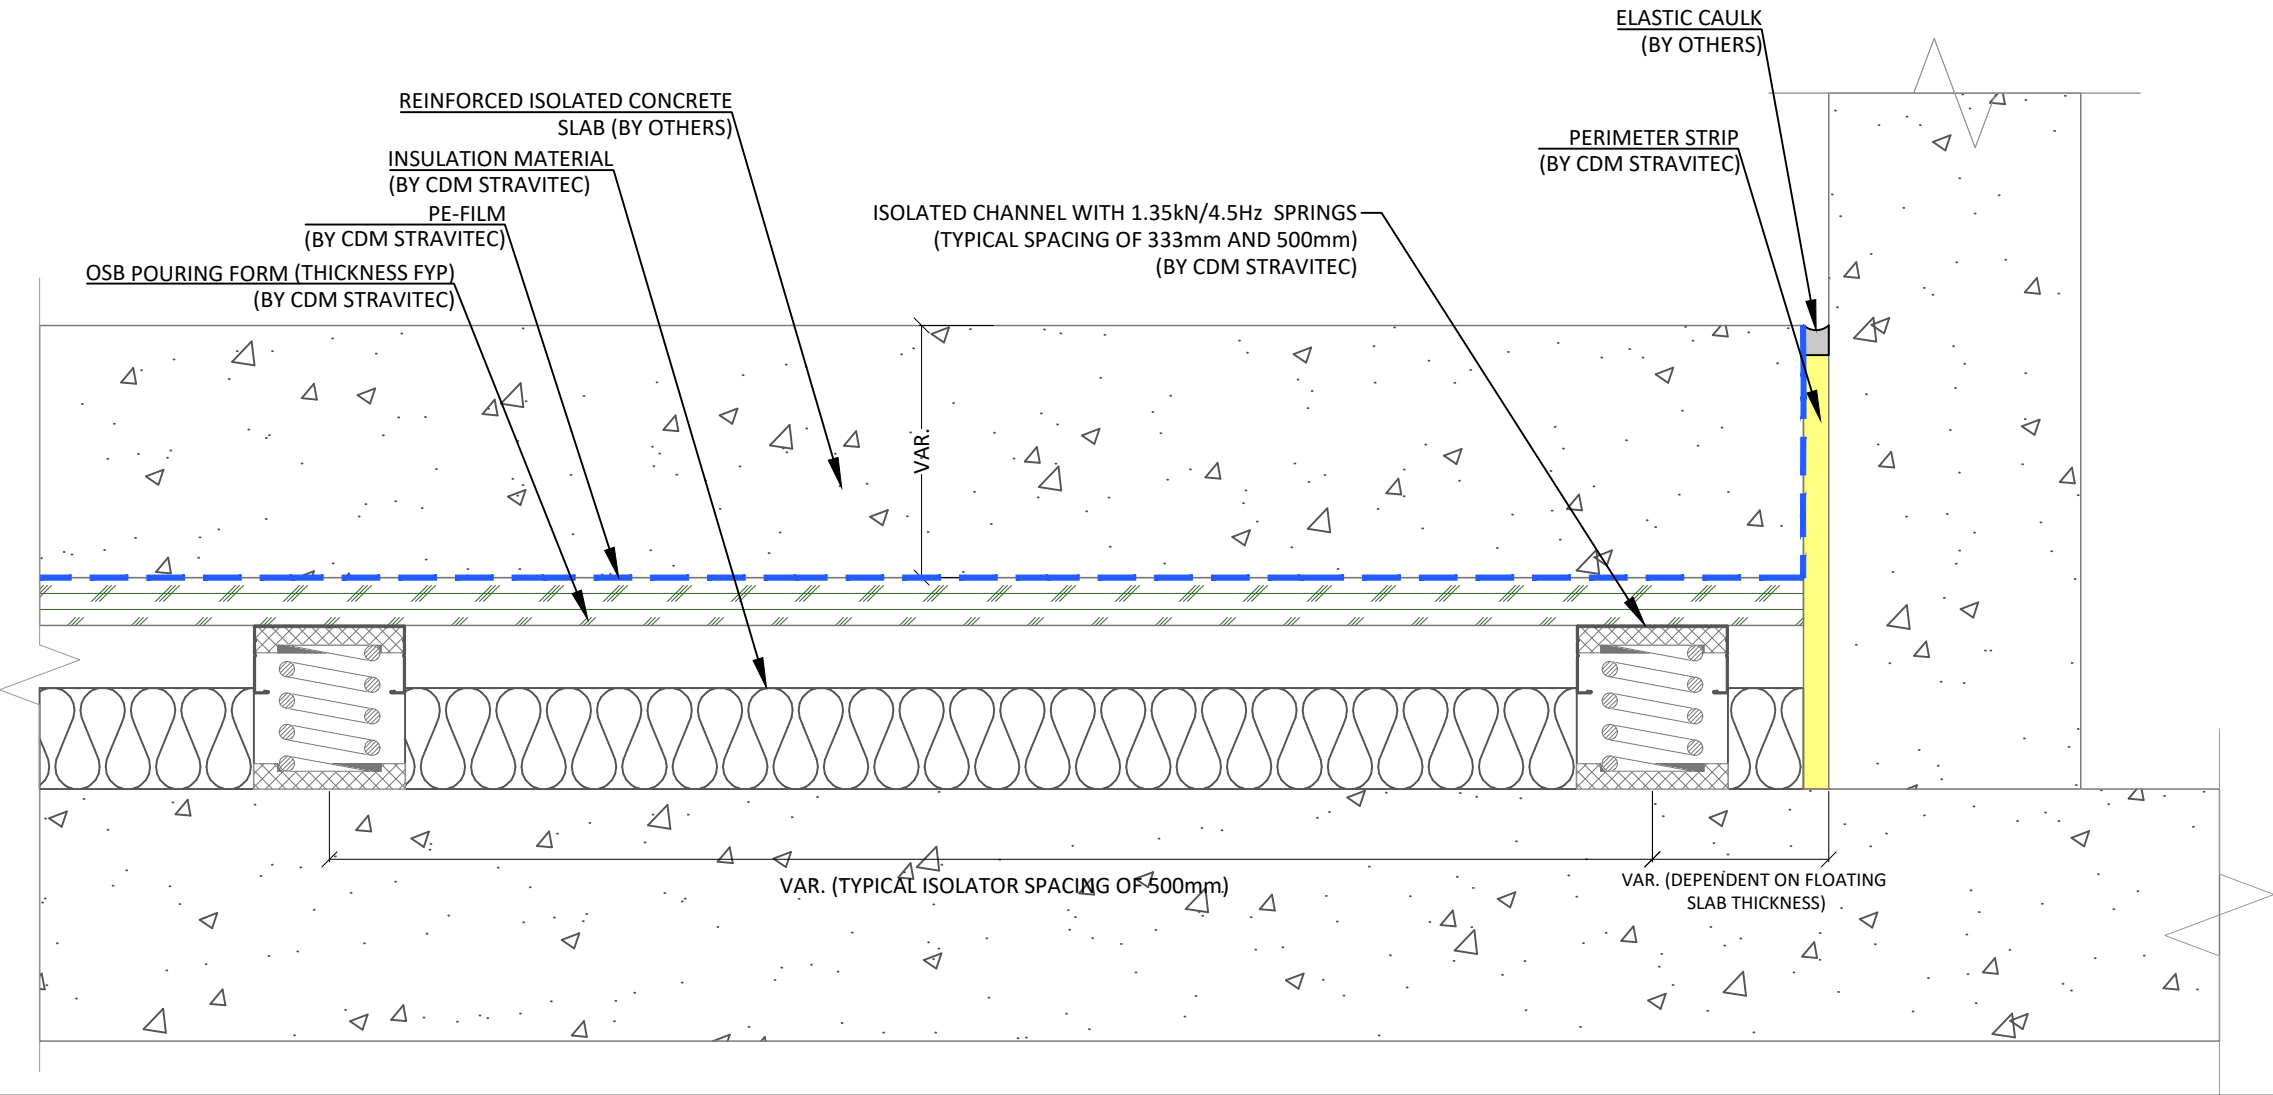 ELASTIC CAULK
(BY OTHERS)
REINFORCED ISOLATED CONCRETE
SLAB (BY OTHERS)
PERIMETER STRIP
(BY CDM STRAVITEC)
INSULATION MATERIAL
(BY CDM STRAVITEC)
PE-FILM
(BY CDM STRAVITEC)
ISOLATED CHANNEL WITH 1.35kN/4.5Hz SPRINGS
(TYPICAL SPACING OF 333mm AND 500mm)
(BY CDM STRAVITEC)
OSB POURING FORM (THICKNESS FYP)
(BY CDM STRAVITEC)
VAR.
VAR. (TYPICAL ISOLATOR SPACING OF 500mm)
VAR. (DEPENDENT ON FLOATING
SLAB THICKNESS)